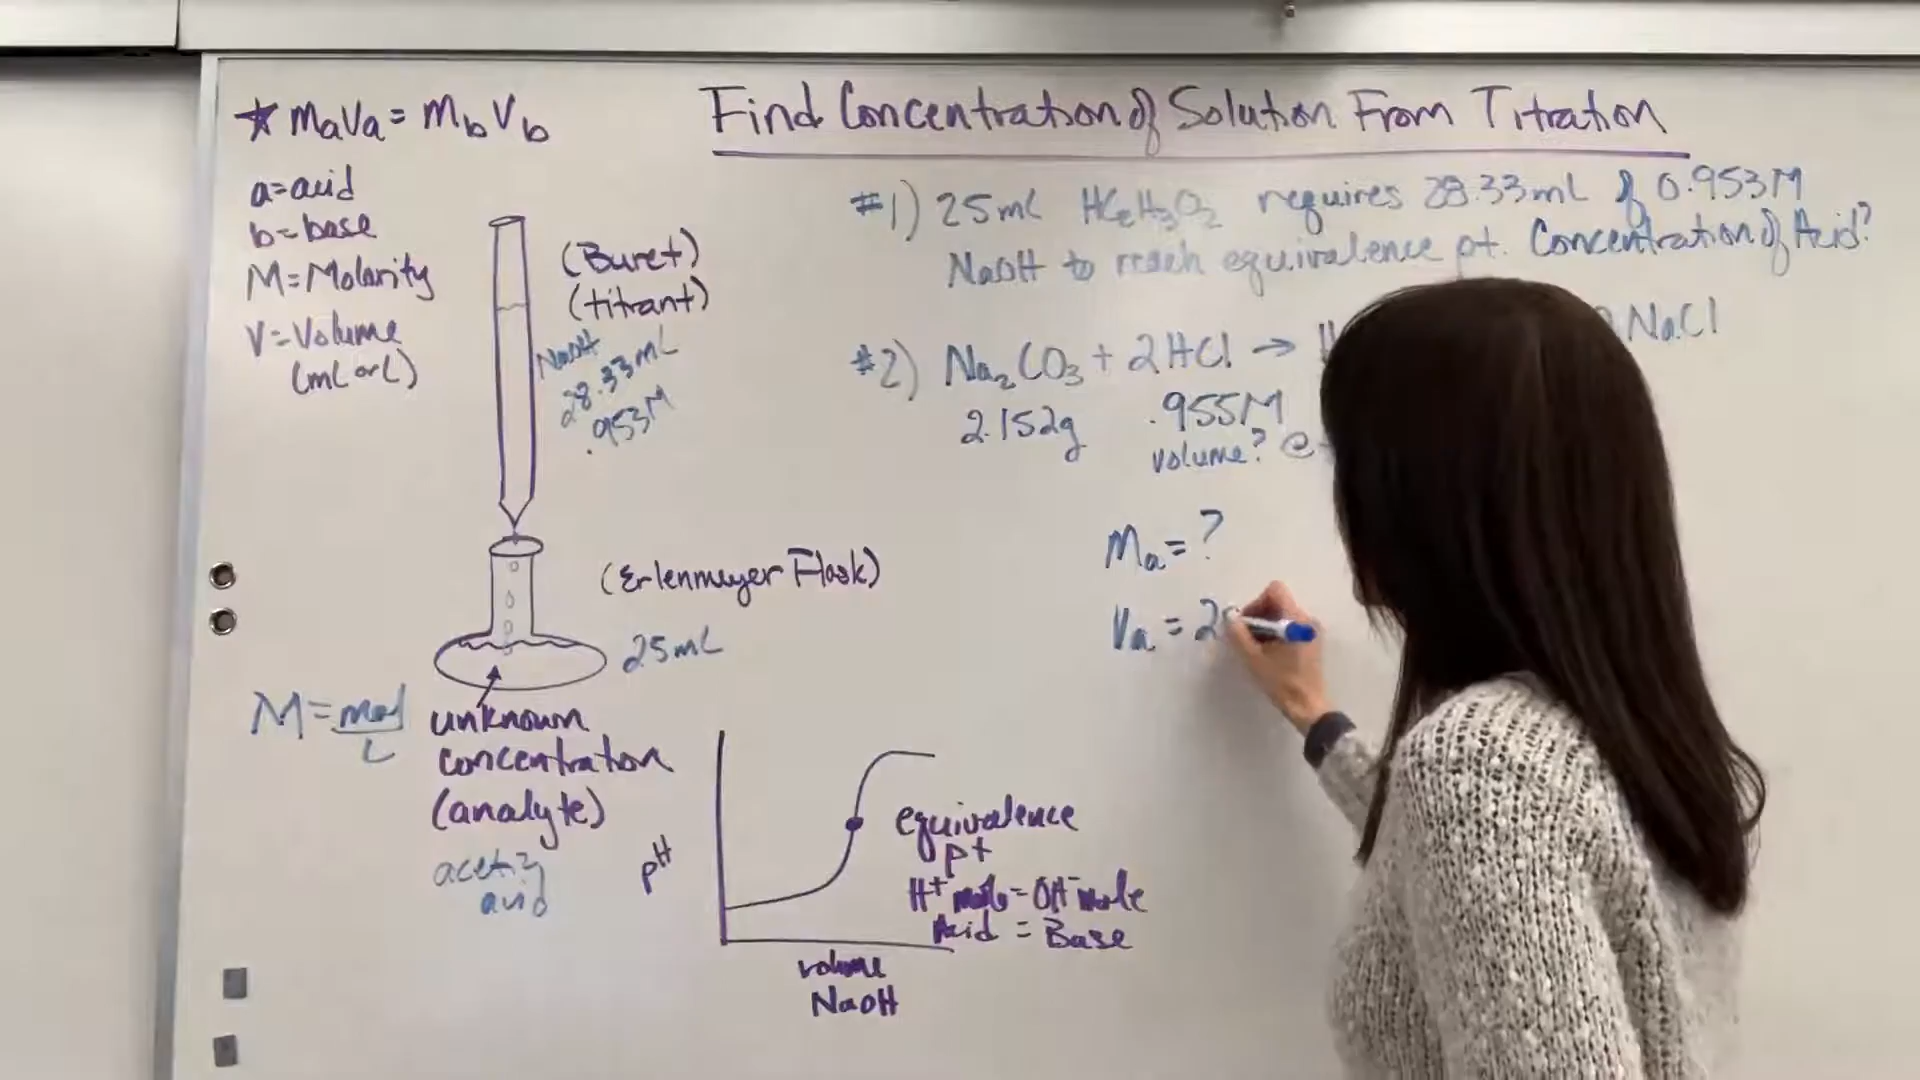 ★ MaVa = MbVb
a=acid
b=base
M=Molarity
V=Volume
(mL or L)
Find Concentration of Solution From Titration
#1) 25mL HC2H3O2 requires 28.33mL of 0.953M
NaOH to reach equivalence pt. Concentration of Acid?
#2) Na2CO3 + 2HCl → NaCl
2.152g .955M
volume? @
(Buret)
(titrant)
NaOH
28.33mL
.953M
(Erlenmeyer Flask)
25mL
M = mol
L
unknown
concentration
(analyte)
acetic
acid
Ma = ?
Va =
pH
equivalence
pt
H+ mole = OH- mole
Acid = Base
volume
NaOH